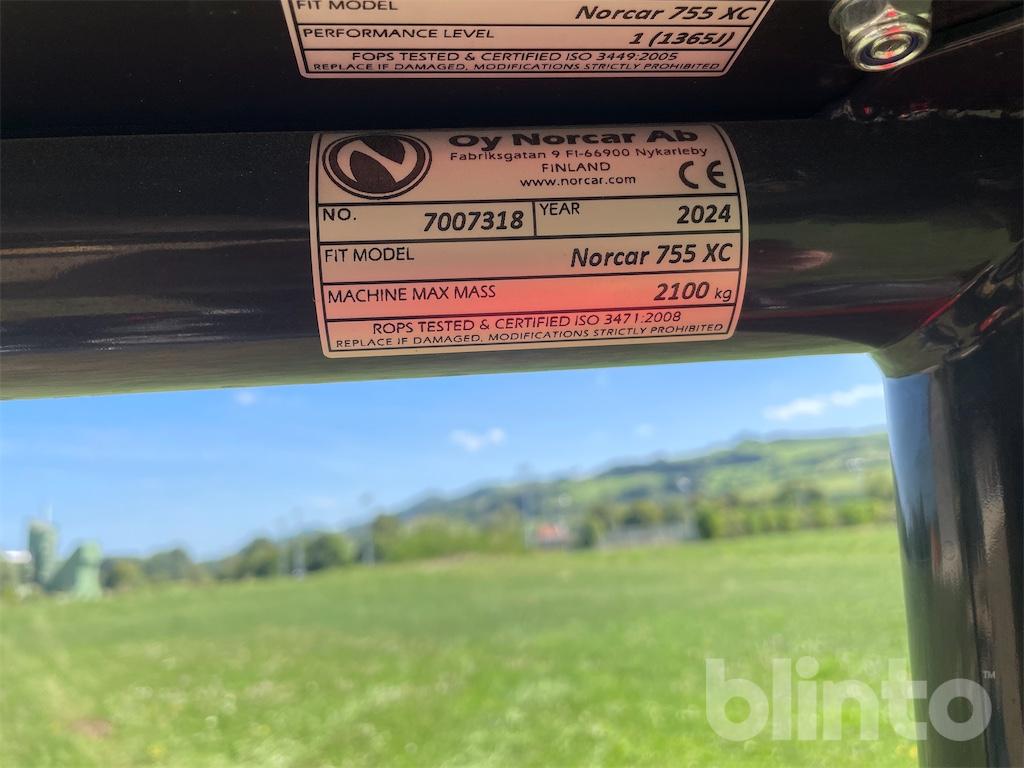 FIT MODEL Norcar 755 XC
PERFORMANCE LEVEL 1 (1365J)
FOPS TESTED & CERTIFIED ISO 3449:2005
REPLACE IF DAMAGED, MODIFICATIONS STRICTLY PROHIBITED
Oy Norcar Ab
Fabriksgatan 9 FI-66900 Nykarleby
FINLAND
www.norcar.com
CE
NO. 7007318 YEAR 2024
FIT MODEL Norcar 755 XC
MACHINE MAX MASS 2100 kg
ROPS TESTED & CERTIFIED ISO 3471:2008
REPLACE IF DAMAGED, MODIFICATIONS STRICTLY PROHIBITED
blinto™